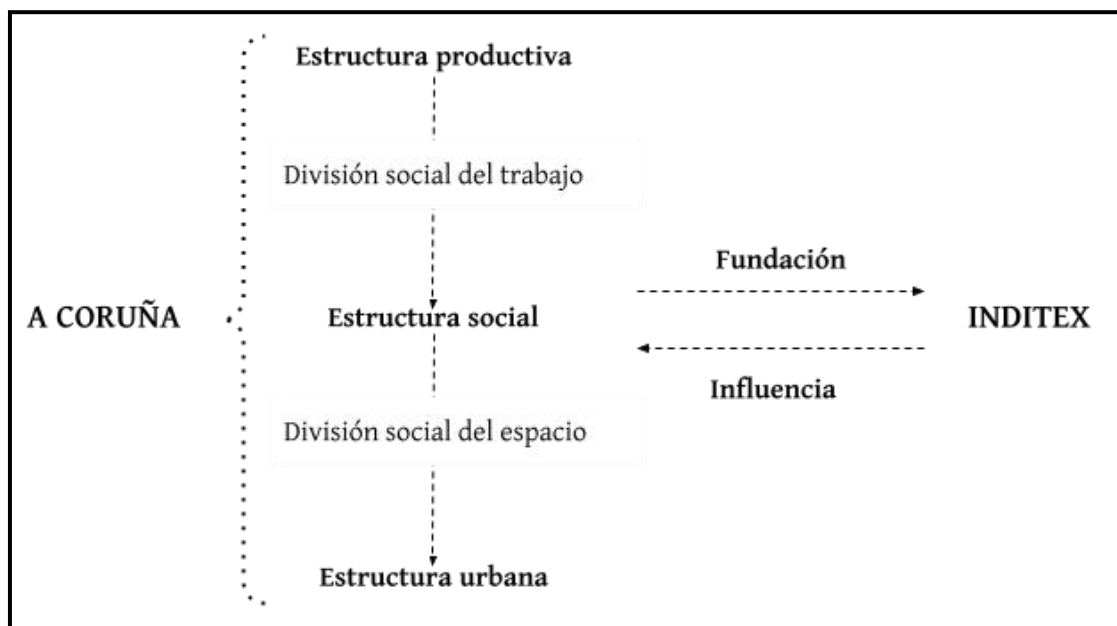 Estructura productiva
División social del trabajo
Fundación
A CORUÑA
Estructura social
INDITEX
Influencia
División social del espacio
Estructura urbana